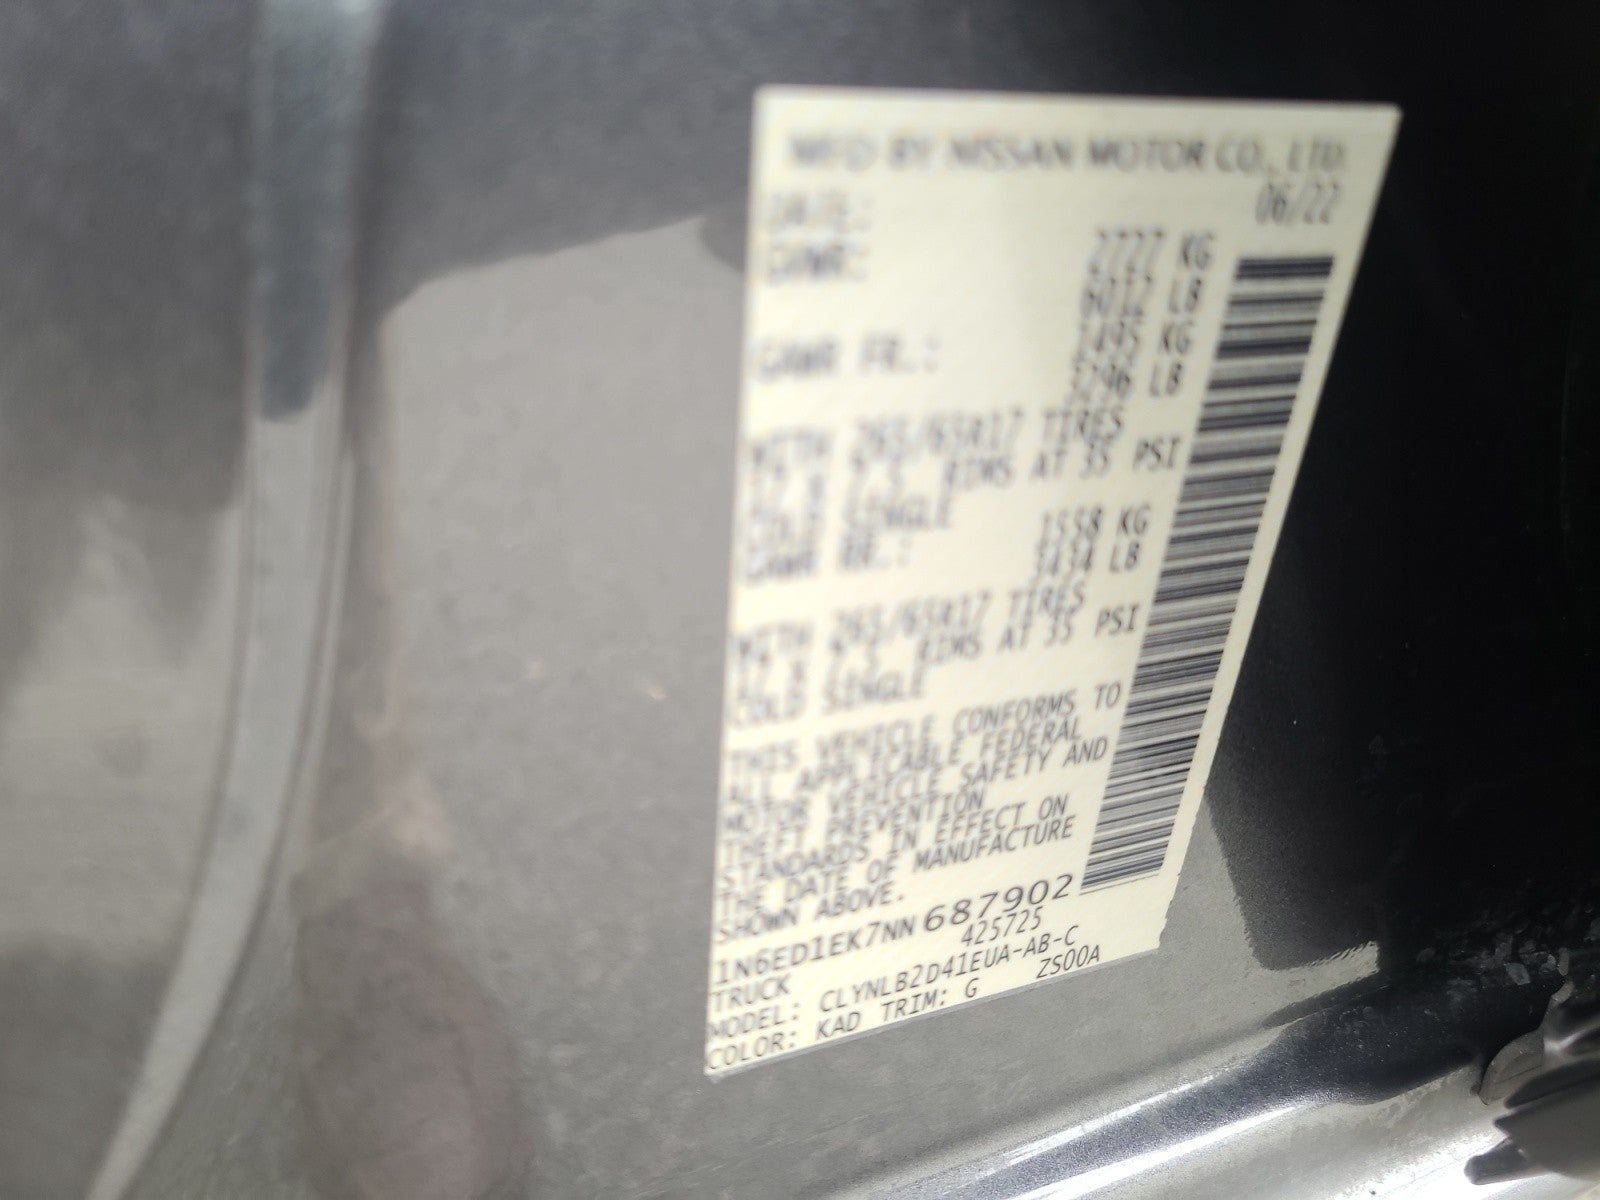 MFD BY NISSAN MOTOR CO., LTD.
DATE: 06/22
GVWR: 2727 KG
6012 LB
GAWR FR.: 1495 KG
3296 LB
WITH 265/65R17 TIRES
17 X 7.5 RIMS AT 35 PSI
COLD SINGLE
GAWR RR.: 1558 KG
3434 LB
WITH 265/65R17 TIRES
17 X 7.5 RIMS AT 35 PSI
COLD SINGLE
THIS VEHICLE CONFORMS TO
ALL APPLICABLE FEDERAL
MOTOR VEHICLE SAFETY AND
THEFT PREVENTION
STANDARDS IN EFFECT ON
THE DATE OF MANUFACTURE
SHOWN ABOVE.
1N6ED1EK7NN687902
TRUCK 425725
MODEL: CLYNLB2D41EUA-AB-C
COLOR: KAD TRIM: G ZS00A